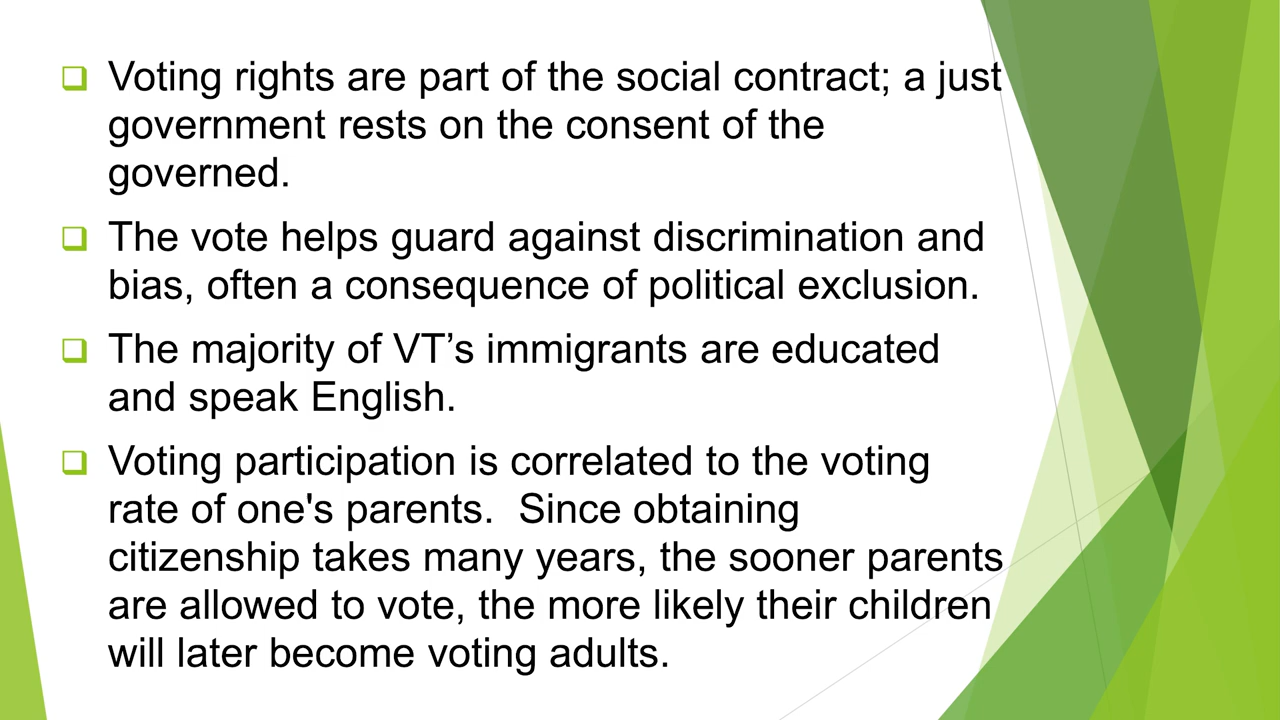 Voting rights are part of the social contract; a just
government rests on the consent of the
governed.
The vote helps guard against discrimination and
bias, often a consequence of political exclusion.
The majority of VT’s immigrants are educated
and speak English.
Voting participation is correlated to the voting
rate of one's parents.  Since obtaining
citizenship takes many years, the sooner parents
are allowed to vote, the more likely their children
will later become voting adults.